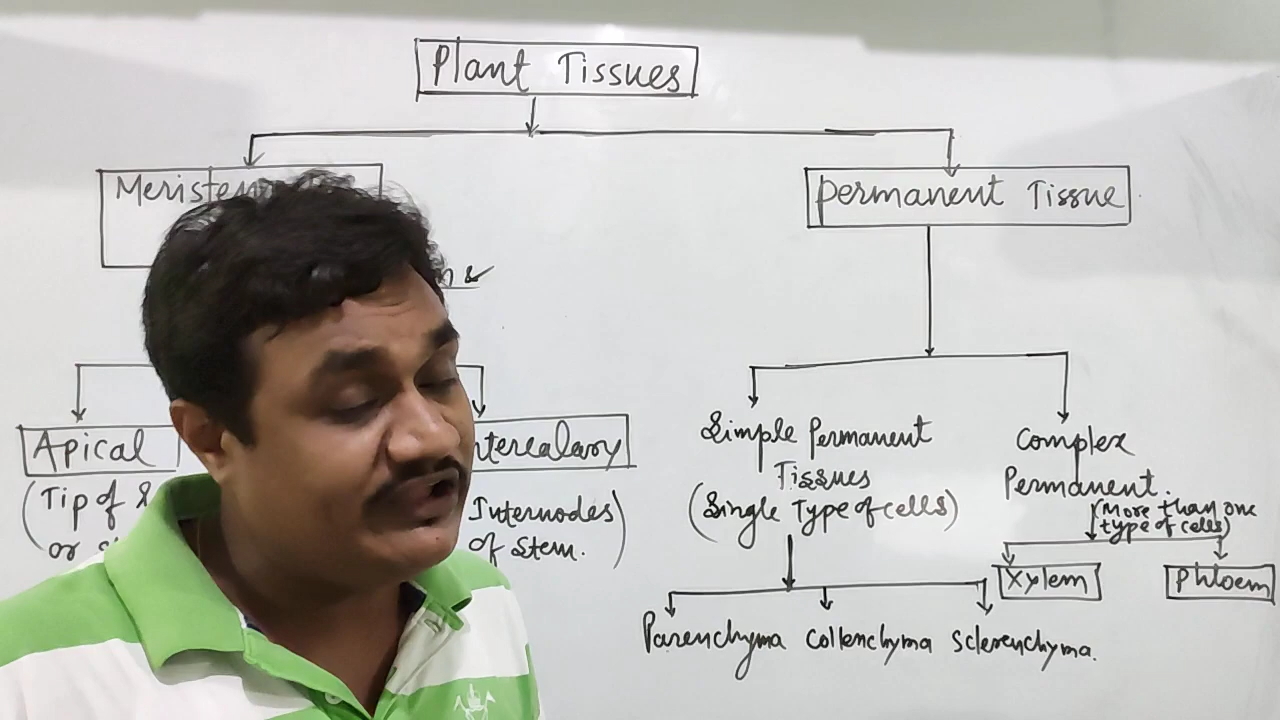 Plant Tissues
Permanent Tissue
Apical
Simple Permanent
Tissues
(Single Type of cells)
Complex
Permanent.
(More than one
type of cells)
(Tip of
or
Internodes)
of Stem.
Xylem
Phloem
Parenchyma Collenchyma Sclerenchyma.